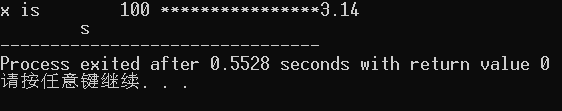 x is       100 ****************3.14
         s
--------------------------------
Process exited after 0.5528 seconds with return value 0
请按任意键继续. . .